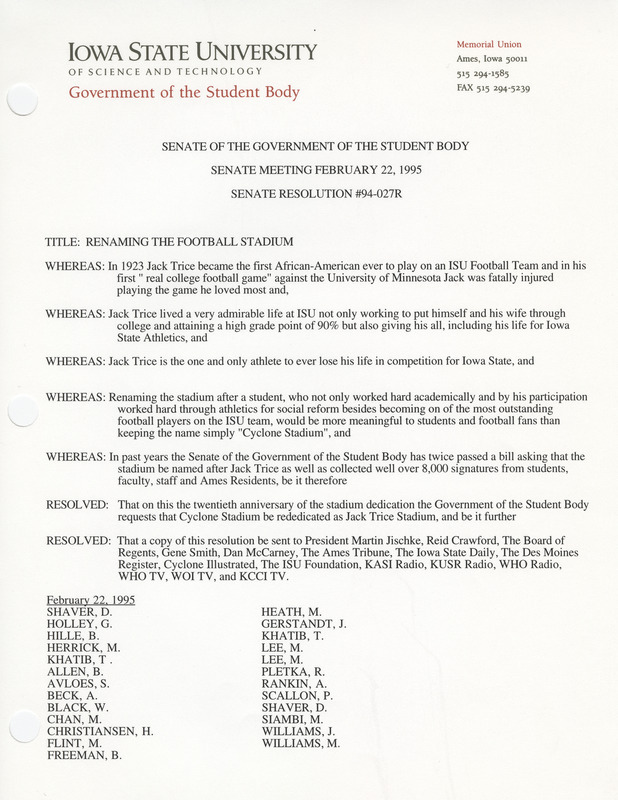 IOWA STATE UNIVERSITY
OF SCIENCE AND TECHNOLOGY
Government of the Student Body
Memorial Union
Ames, Iowa 50011
515 294-1585
FAX 515 294-5239
SENATE OF THE GOVERNMENT OF THE STUDENT BODY
SENATE MEETING FEBRUARY 22, 1995
SENATE RESOLUTION #94-027R
TITLE: RENAMING THE FOOTBALL STADIUM
WHEREAS: In 1923 Jack Trice became the first African-American ever to play on an ISU Football Team and in his
first " real college football game" against the University of Minnesota Jack was fatally injured
playing the game he loved most and,
WHEREAS: Jack Trice lived a very admirable life at ISU not only working to put himself and his wife through
college and attaining a high grade point of 90% but also giving his all, including his life for Iowa
State Athletics, and
WHEREAS: Jack Trice is the one and only athlete to ever lose his life in competition for Iowa State, and
WHEREAS: Renaming the stadium after a student, who not only worked hard academically and by his participation
worked hard through athletics for social reform besides becoming on of the most outstanding
football players on the ISU team, would be more meaningful to students and football fans than
keeping the name simply "Cyclone Stadium", and
WHEREAS: In past years the Senate of the Government of the Student Body has twice passed a bill asking that the
stadium be named after Jack Trice as well as collected well over 8,000 signatures from students,
faculty, staff and Ames Residents, be it therefore
RESOLVED: That on this the twentieth anniversary of the stadium dedication the Government of the Student Body
requests that Cyclone Stadium be rededicated as Jack Trice Stadium, and be it further
RESOLVED: That a copy of this resolution be sent to President Martin Jischke, Reid Crawford, The Board of
Regents, Gene Smith, Dan McCarney, The Ames Tribune, The Iowa State Daily, The Des Moines
Register, Cyclone Illustrated, The ISU Foundation, KASI Radio, KUSR Radio, WHO Radio,
WHO TV, WOI TV, and KCCI TV.
February 22, 1995
SHAVER, D.
HOLLEY, G.
HILLE, B.
HERRICK, M.
KHATIB, T .
ALLEN, B.
AVLOES, S.
BECK, A.
BLACK, W.
CHAN, M.
CHRISTIANSEN, H.
FLINT, M.
FREEMAN, B.
HEATH, M.
GERSTANDT, J.
KHATIB, T.
LEE, M.
LEE, M.
PLETKA, R.
RANKIN, A.
SCALLON, P.
SHAVER, D.
SIAMBI, M.
WILLIAMS, J.
WILLIAMS, M.